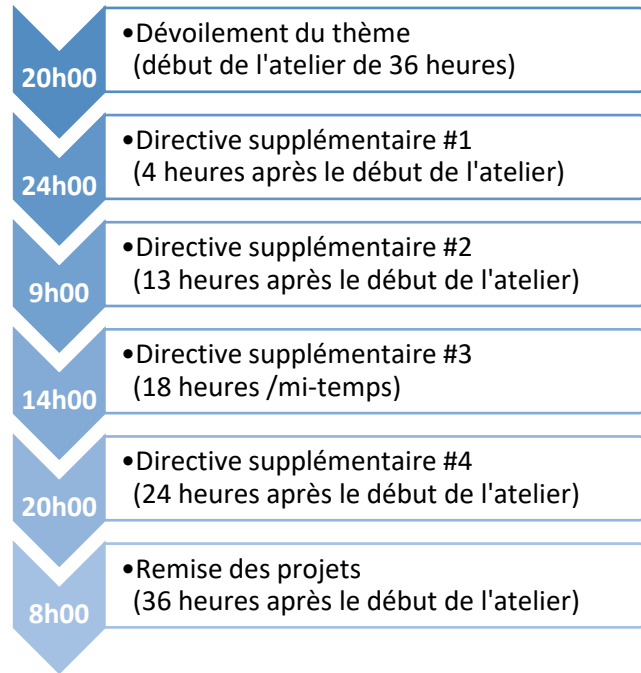 20h00
•Dévoilement du thème
(début de l'atelier de 36 heures)
24h00
•Directive supplémentaire #1
(4 heures après le début de l'atelier)
9h00
•Directive supplémentaire #2
(13 heures après le début de l'atelier)
14h00
•Directive supplémentaire #3
(18 heures /mi-temps)
20h00
•Directive supplémentaire #4
(24 heures après le début de l'atelier)
8h00
•Remise des projets
(36 heures après le début de l'atelier)